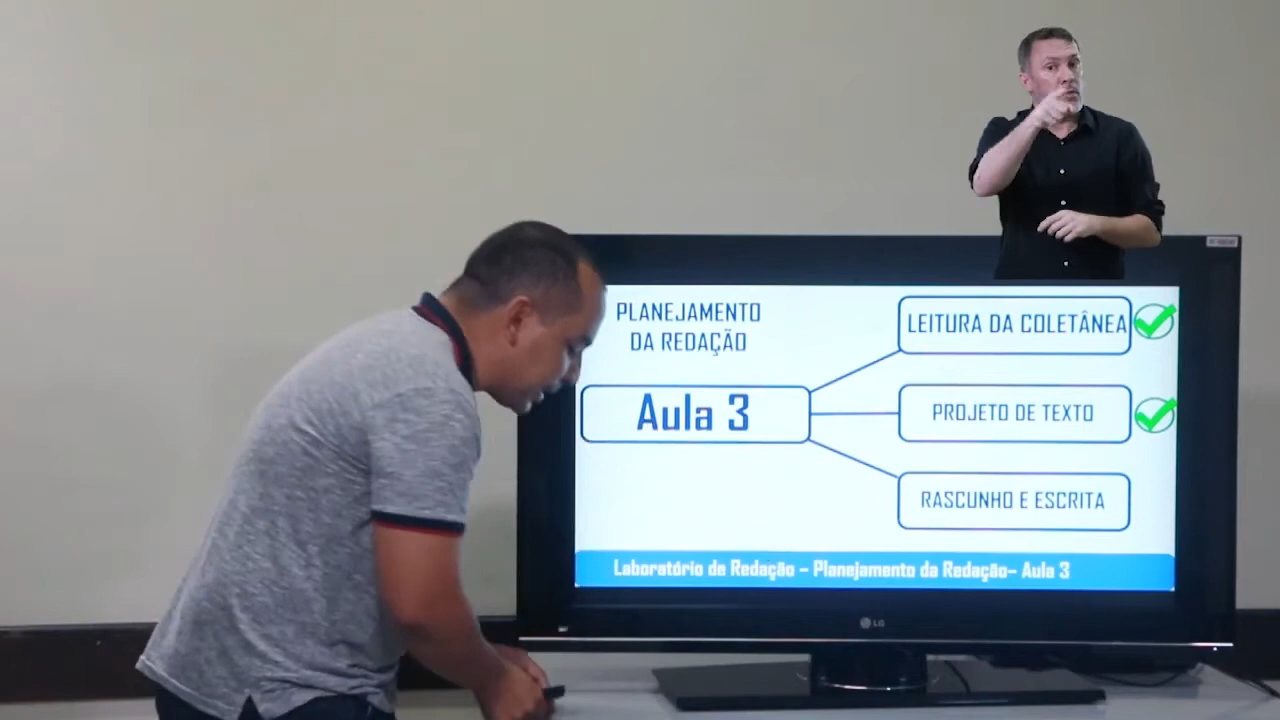 PLANEJAMENTO
DA REDAÇÃO
Aula 3
LEITURA DA COLETÂNEA
PROJETO DE TEXTO
RASCUNHO E ESCRITA
Laboratório de Redação – Planejamento da Redação– Aula 3
LG